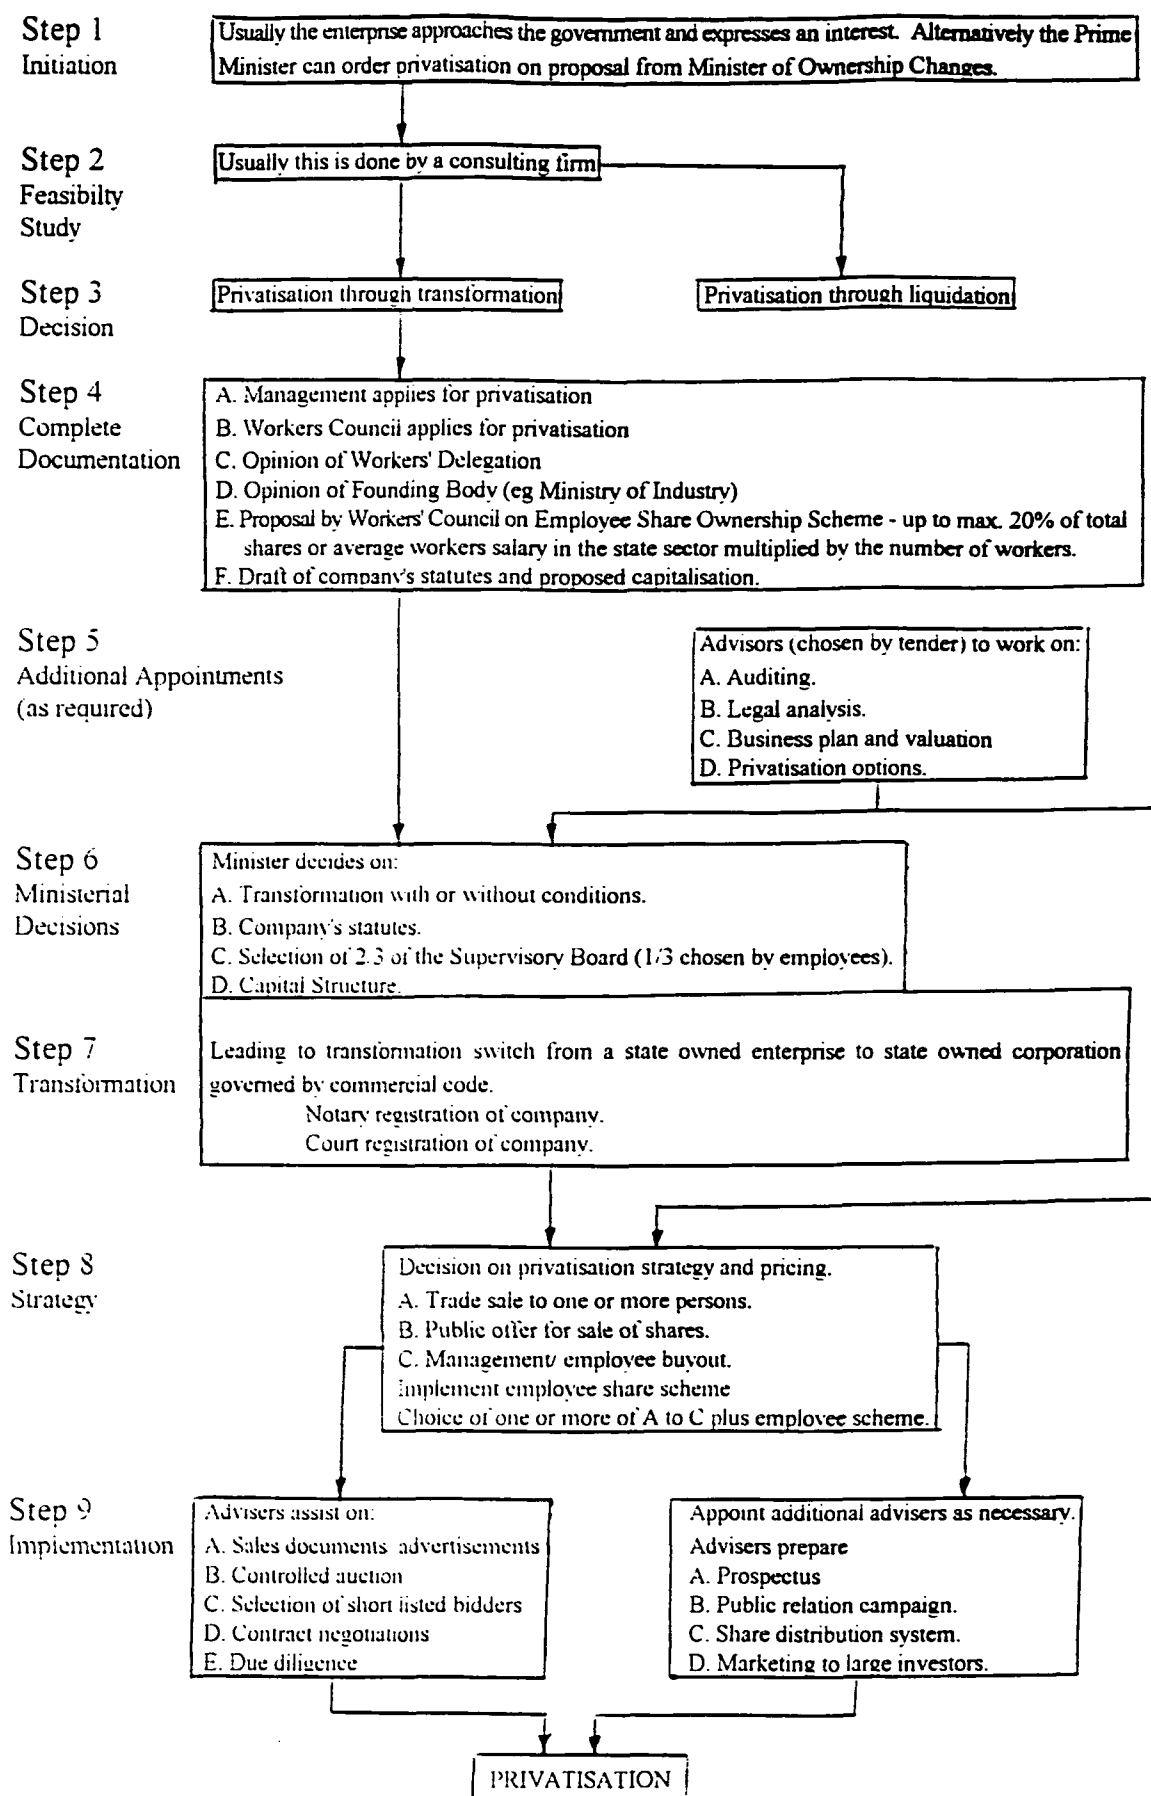 Step 1
Initiation
Usually the enterprise approaches the government and expresses an interest. Alternatively the Prime
Minister can order privatisation on proposal from Minister of Ownership Changes.
Step 2
Feasibilty
Study
Usually this is done by a consulting firm
Step 3
Decision
Privatisation through transformation
Privatisation through liquidation
Step 4
Complete
Documentation
A. Management applies for privatisation
B. Workers Council applies for privatisation
C. Opinion of Workers' Delegation
D. Opinion of Founding Body (eg Ministry of Industry)
E. Proposal by Workers' Council on Employee Share Ownership Scheme - up to max. 20% of total
shares or average workers salary in the state sector multiplied by the number of workers.
F. Draft of company's statutes and proposed capitalisation.
Step 5
Additional Appointments
(as required)
Advisors (chosen by tender) to work on:
A. Auditing.
B. Legal analysis.
C. Business plan and valuation
D. Privatisation options.
Step 6
Ministerial
Decisions
Minister decides on:
A. Transformation with or without conditions.
B. Company's statutes.
C. Selection of 2/3 of the Supervisory Board (1/3 chosen by employees).
D. Capital Structure.
Step 7
Transformation
Leading to transformation switch from a state owned enterprise to state owned corporation
governed by commercial code.
Notary registration of company.
Court registration of company.
Step 8
Strategy
Decision on privatisation strategy and pricing.
A. Trade sale to one or more persons.
B. Public offer for sale of shares.
C. Management/ employee buyout.
Implement employee share scheme
Choice of one or more of A to C plus employee scheme.
Step 9
Implementation
Advisers assist on:
A. Sales documents advertisements
B. Controlled auction
C. Selection of short listed bidders
D. Contract negotiations
E. Due diligence
Appoint additional advisers as necessary.
Advisers prepare
A. Prospectus
B. Public relation campaign.
C. Share distribution system.
D. Marketing to large investors.
PRIVATISATION